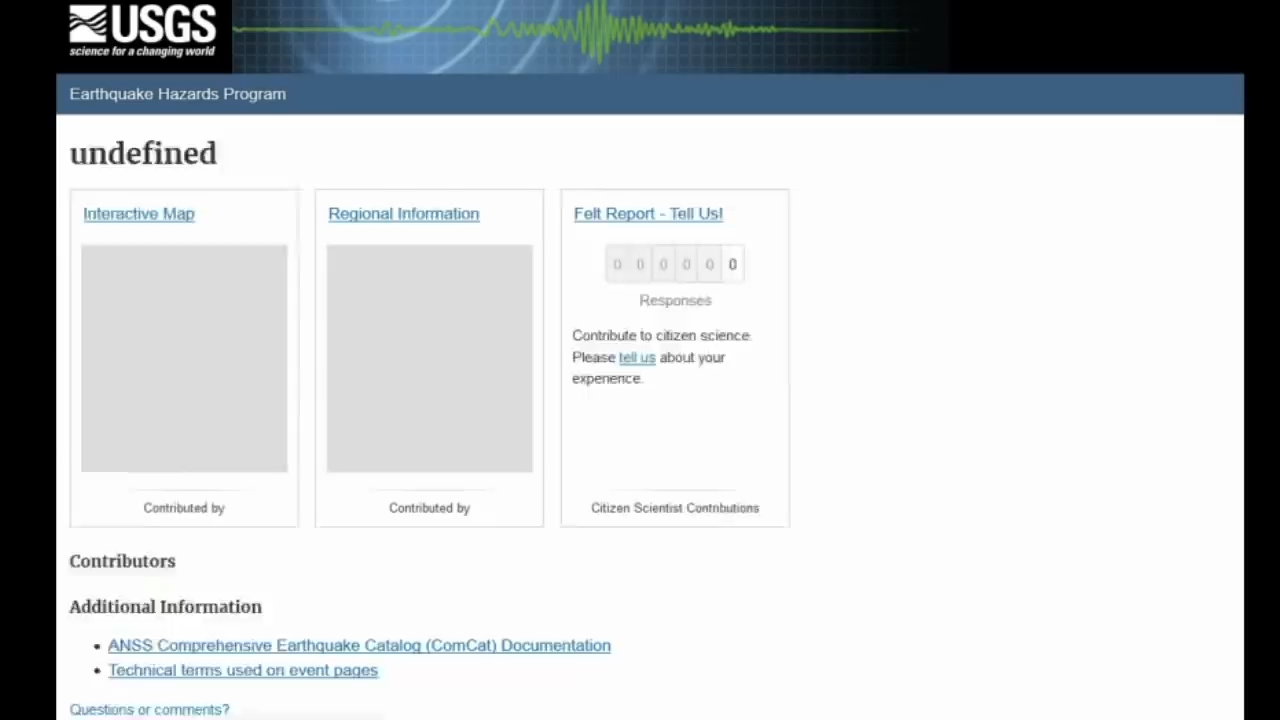 USGS
science for a changing world
Earthquake Hazards Program
undefined
Interactive Map
Contributed by
Regional Information
Contributed by
Felt Report - Tell Us!
0 0 0 0 0 0
Responses
Contribute to citizen science.
Please tell us about your
experience.
Citizen Scientist Contributions
Contributors
Additional Information
• ANSS Comprehensive Earthquake Catalog (ComCat) Documentation
• Technical terms used on event pages
Questions or comments?